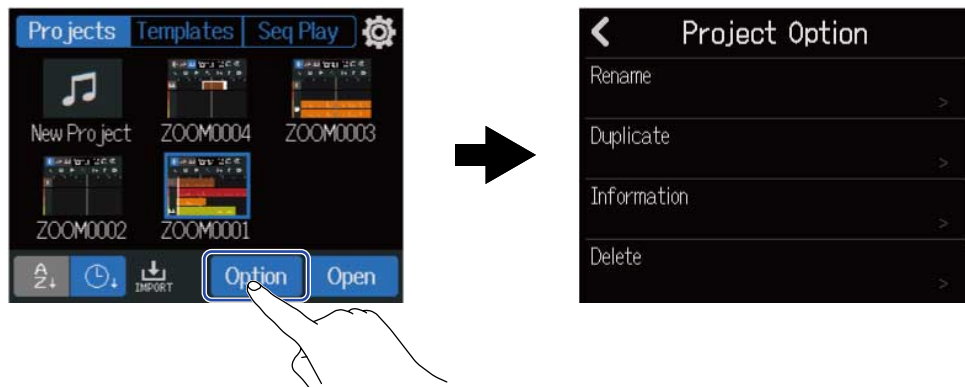 Projects Templates Seq Play
New Project ZOOM0004 ZOOM0003
ZOOM0002 ZOOM0001
A Z IMPORT Option Open
Project Option
Rename
>
Duplicate
>
Information
>
Delete
>